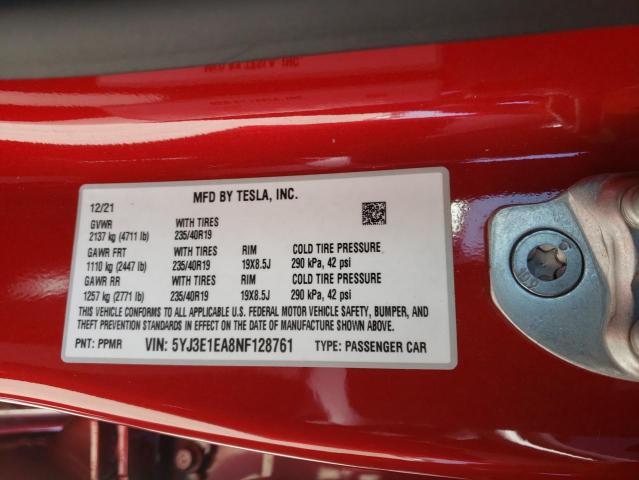 MFD BY TESLA, INC.
12/21
GVWR WITH TIRES
2137 kg (4711 lb) 235/40R19
GAWR FRT WITH TIRES RIM COLD TIRE PRESSURE
1110 kg (2447 lb) 235/40R19 19X8.5J 290 kPa, 42 psi
GAWR RR WITH TIRES RIM COLD TIRE PRESSURE
1257 kg (2771 lb) 235/40R19 19X8.5J 290 kPa, 42 psi
THIS VEHICLE CONFORMS TO ALL APPLICABLE U.S. FEDERAL MOTOR VEHICLE SAFETY, BUMPER, AND
THEFT PREVENTION STANDARDS IN EFFECT ON THE DATE OF MANUFACTURE SHOWN ABOVE.
PNT: PPMR VIN: 5YJ3E1EA8NF128761 TYPE: PASSENGER CAR